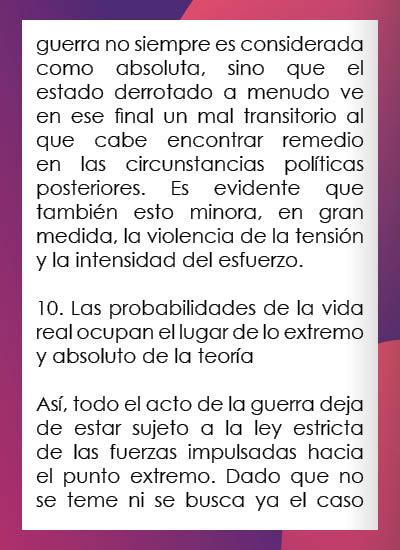 guerra no siempre es considerada
como absoluta, sino que el
estado derrotado a menudo ve
en ese final un mal transitorio al
que cabe encontrar remedio
en las circunstancias políticas
posteriores. Es evidente que
también esto minora, en gran
medida, la violencia de la tensión
y la intensidad del esfuerzo.

10. Las probabilidades de la vida
real ocupan el lugar de lo extremo
y absoluto de la teoría

Así, todo el acto de la guerra deja
de estar sujeto a la ley estricta
de las fuerzas impulsadas hacia
el punto extremo. Dado que no
se teme ni se busca ya el caso